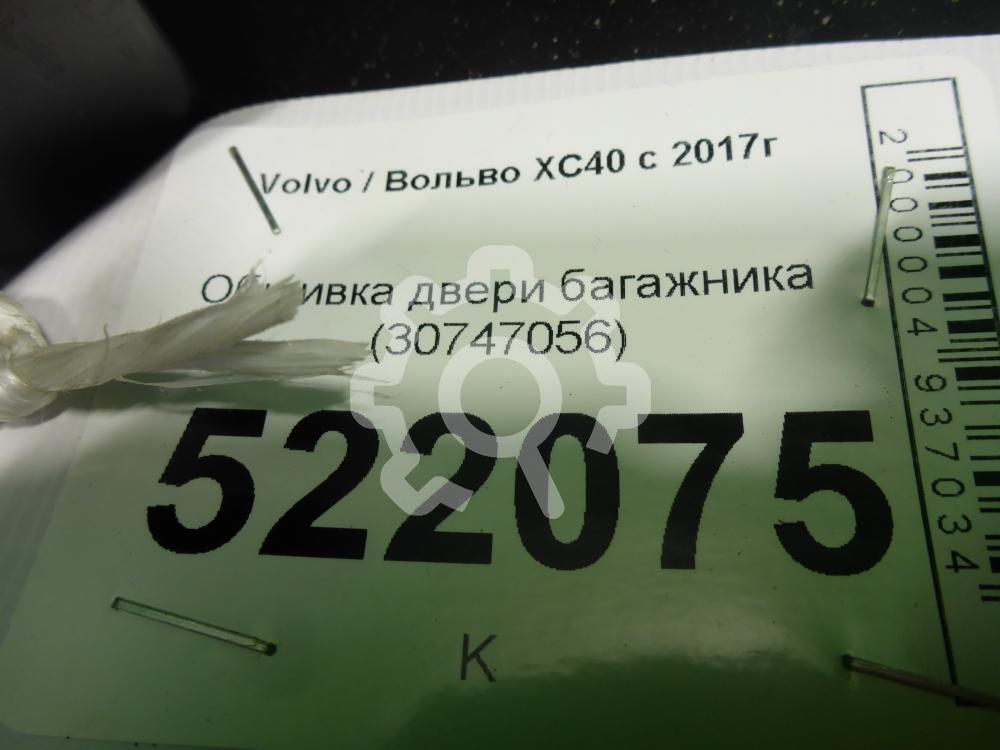 Volvo / Вольво XC40 с 2017г
двери багажника
(30747056)
522075
К
2000004937034